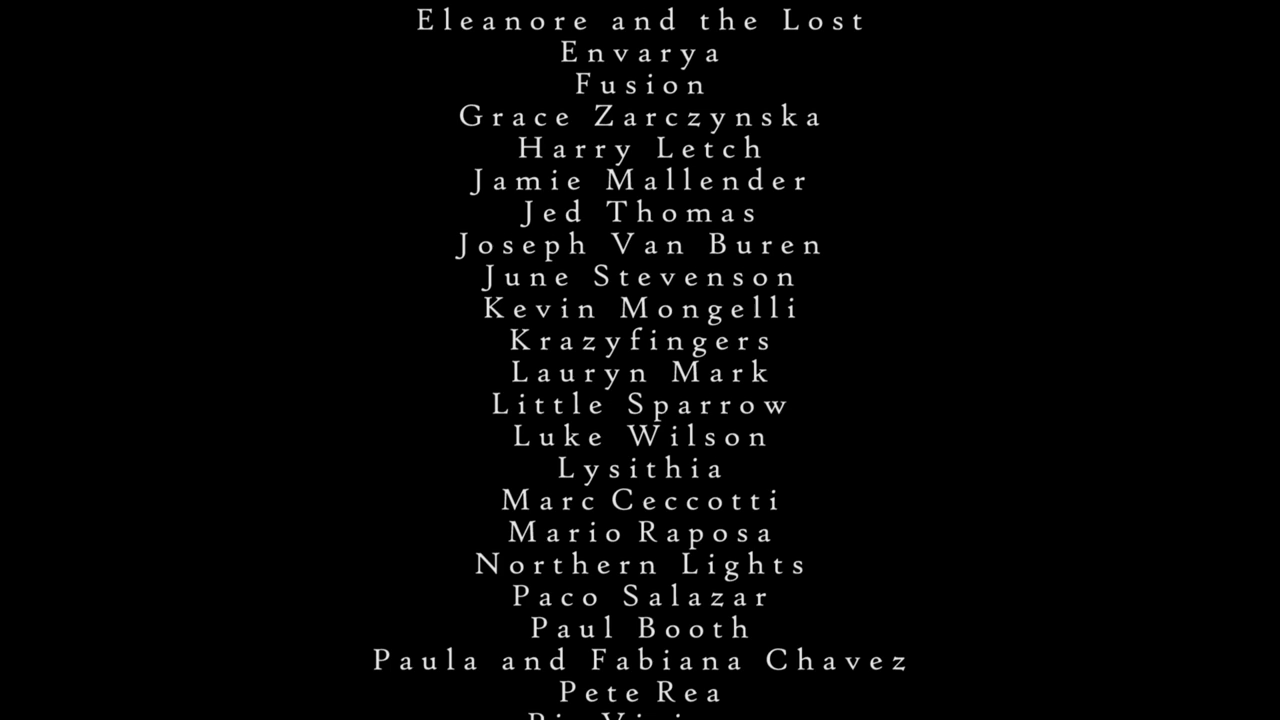 Eleanore and the Lost
Envarya
Fusion
Grace Zarczynska
Harry Letch
Jamie Mallender
Jed Thomas
Joseph Van Buren
June Stevenson
Kevin Mongelli
Krazyfingers
Lauryn Mark
Little Sparrow
Luke Wilson
Lysithia
Marc Ceccotti
Mario Raposa
Northern Lights
Paco Salazar
Paul Booth
Paula and Fabiana Chavez
Pete Rea